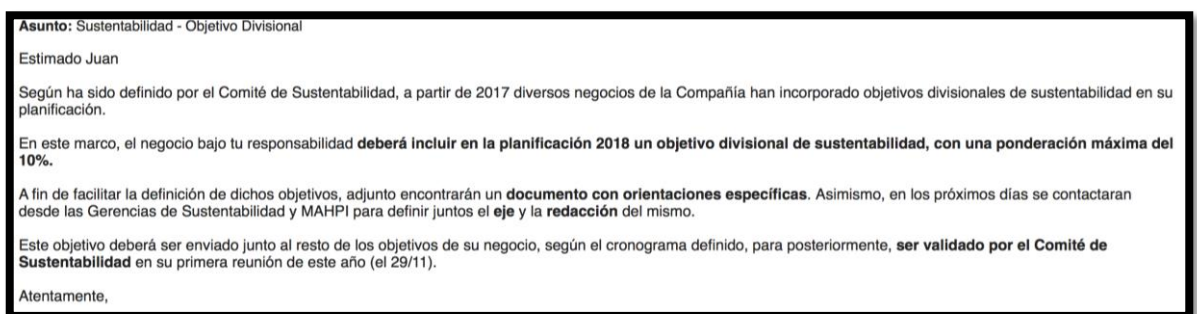 Asunto: Sustentabilidad - Objetivo Divisional
Estimado Juan
Según ha sido definido por el Comité de Sustentabilidad, a partir de 2017 diversos negocios de la Compañía han incorporado objetivos divisionales de sustentabilidad en su
planificación.
En este marco, el negocio bajo tu responsabilidad deberá incluir en la planificación 2018 un objetivo divisional de sustentabilidad, con una ponderación máxima del
10%.
A fin de facilitar la definición de dichos objetivos, adjunto encontrarán un documento con orientaciones específicas. Asimismo, en los próximos días se contactaran
desde las Gerencias de Sustentabilidad y MAHPI para definir juntos el eje y la redacción del mismo.
Este objetivo deberá ser enviado junto al resto de los objetivos de su negocio, según el cronograma definido, para posteriormente, ser validado por el Comité de
Sustentabilidad en su primera reunión de este año (el 29/11).
Atentamente,